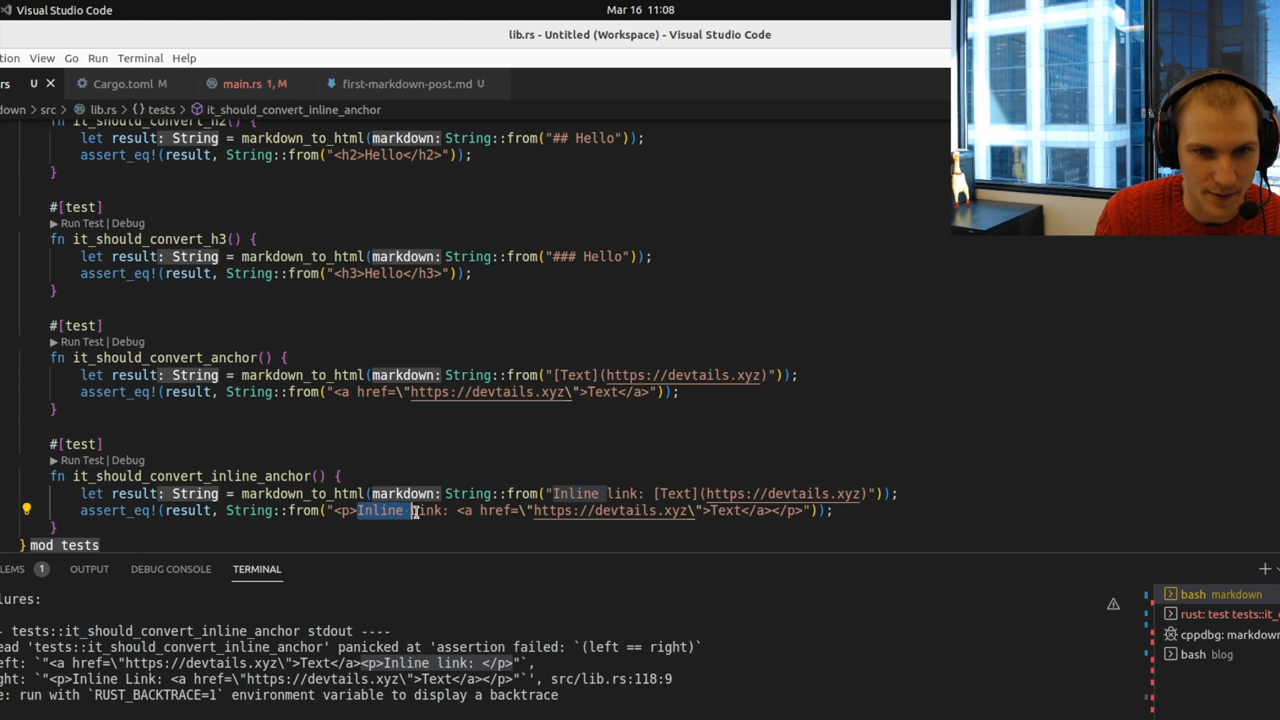 Visual Studio Code
Mar 16 11:08
lib.rs - Untitled (Workspace) - Visual Studio Code
tion View Go Run Terminal Help
rs U Cargo.toml M main.rs 1, M first-markdown-post.md U
down > src > lib.rs > {} tests > it_should_convert_inline_anchor
fn it_should_convert_h2() {
let result: String = markdown_to_html(markdown: String::from("## Hello"));
assert_eq!(result, String::from("<h2>Hello</h2>"));
}
#[test]
▶ Run Test | Debug
fn it_should_convert_h3() {
let result: String = markdown_to_html(markdown: String::from("### Hello"));
assert_eq!(result, String::from("<h3>Hello</h3>"));
}
#[test]
▶ Run Test | Debug
fn it_should_convert_anchor() {
let result: String = markdown_to_html(markdown: String::from("[Text](https://devtails.xyz)"));
assert_eq!(result, String::from("<a href=\"https://devtails.xyz\">Text</a>"));
}
#[test]
▶ Run Test | Debug
fn it_should_convert_inline_anchor() {
let result: String = markdown_to_html(markdown: String::from("Inline link: [Text](https://devtails.xyz)"));
assert_eq!(result, String::from("<p>Inline link: <a href=\"https://devtails.xyz\">Text</a></p>"));
}
} mod tests
LEMS 1 OUTPUT DEBUG CONSOLE TERMINAL
lures:
- tests::it_should_convert_inline_anchor stdout ----
ead 'tests::it_should_convert_inline_anchor' panicked at 'assertion failed: `(left == right)`
eft: `"<a href=\"https://devtails.xyz\">Text</a><p>Inline link: </p>"`,
ght: `"<p>Inline Link: <a href=\"https://devtails.xyz\">Text</a></p>"`', src/lib.rs:118:9
e: run with `RUST_BACKTRACE=1` environment variable to display a backtrace
bash markdown
rust: test tests::it_
cppdbg: markdow
bash blog